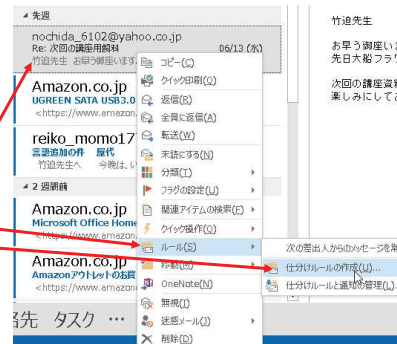 先週
nochida_6102@yahoo.co.jp
Re: 次回の講座用飼料 06/13 (水)
竹迫先生 お早う御座います。
Amazon.co.jp
UGREEN SATA USB3.0
<https://www.amazon.
reiko_momo17
言語追加の件 屋代
竹迫先生へ 今晩は、い
2 週間前
Amazon.co.jp
Microsoft Office Home
<https://www.amazon.
Amazon.co.jp
Amazonアウトレットのお買
<https://www.amazon.
絡先 タスク …
コピー(C)
クイック印刷(Q)
返信(R)
全員に返信(A)
転送(W)
未読にする(N)
分類(T)
フラグの設定(U)
関連アイテムの検索(F)
クイック操作(Q)
ルール(S)
移動(M)
OneNote(N)
無視(I)
迷惑メール(J)
削除(D)
次の差出人からのメッセージを常
仕分けルールの作成(U)...
仕分けルールと通知の管理(L)...
竹迫先生
お早う御座いま
先日大船フラワ
次回の講座資
楽しみにしてお